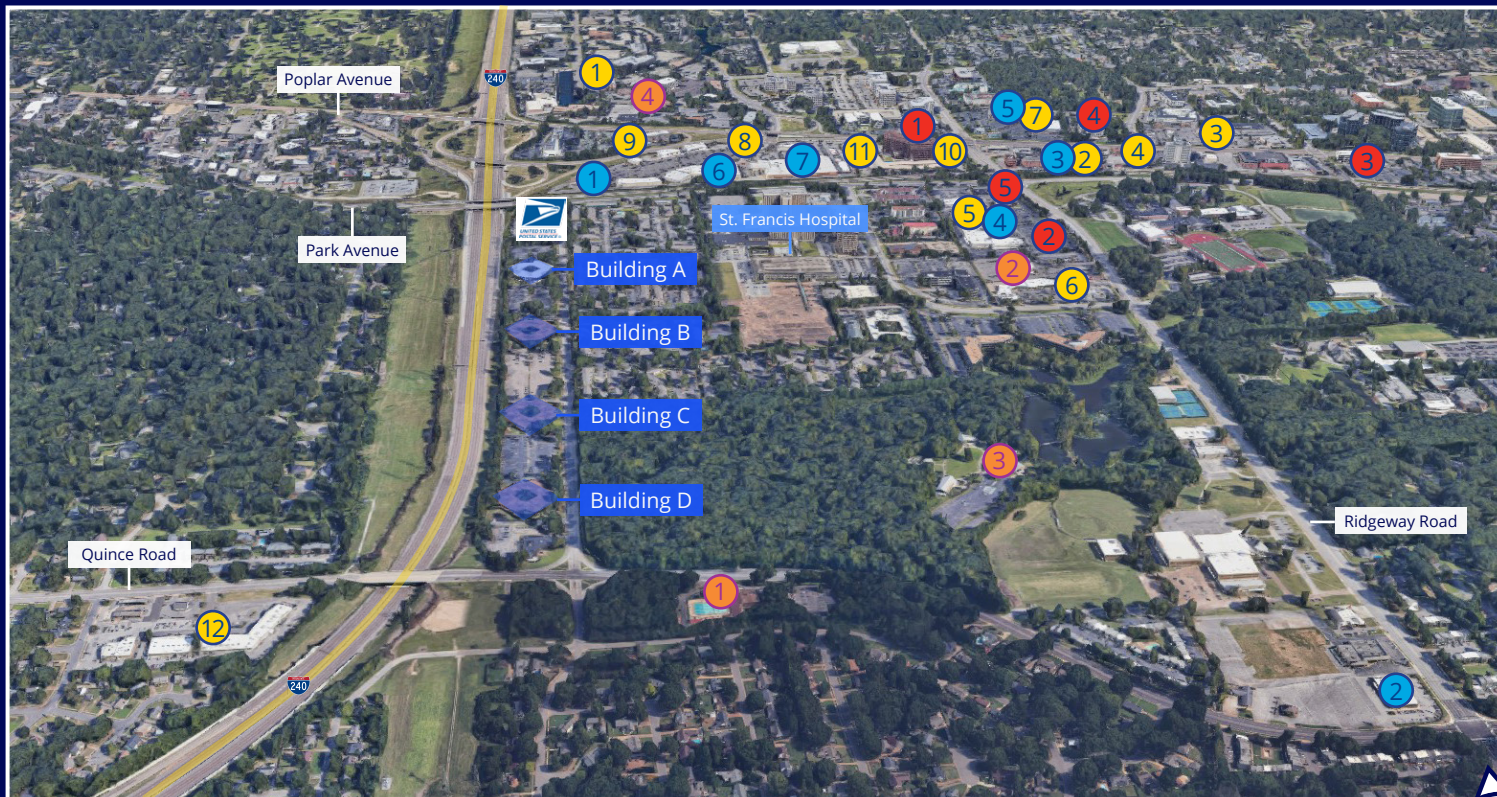 240
Poplar Avenue
1
4
5
7
4
1
3
9
8
11
10
3
2
4
3
1
6
7
5
UNITED STATES
POSTAL SERVICE
St. Francis Hospital
5
4
2
Park Avenue
Building A
2
6
Building B
Building C
3
Building D
Ridgeway Road
Quince Road
1
12
240
2